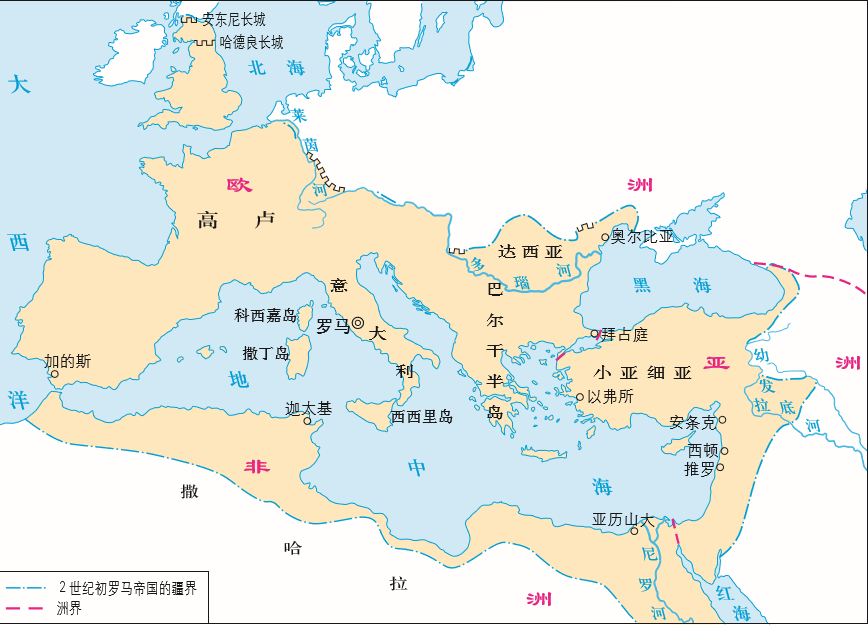 安东尼长城
哈德良长城
北海
大西洋
莱茵河
欧洲
高卢
达西亚
奥尔比亚
多瑙河
黑海
意大利
巴尔干半岛
科西嘉岛
罗马
撒丁岛
拜古庭
加的斯
地中海
小亚细亚
亚洲
幼发拉底河
以弗所
迦太基
西西里岛
安条克
西顿
推罗
非洲
撒哈拉
亚历山大
尼罗河
红海
2世纪初罗马帝国的疆界
洲界